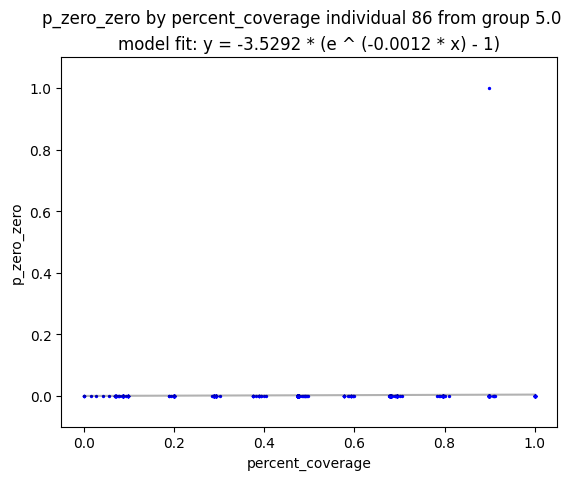 p_zero_zero by percent_coverage individual 86 from group 5.0
model fit: y = -3.5292 * (e ^ (-0.0012 * x) - 1)
1.0
0.8
0.6
0.4
0.2
0.0
p_zero_zero
0.0 0.2 0.4 0.6 0.8 1.0
percent_coverage